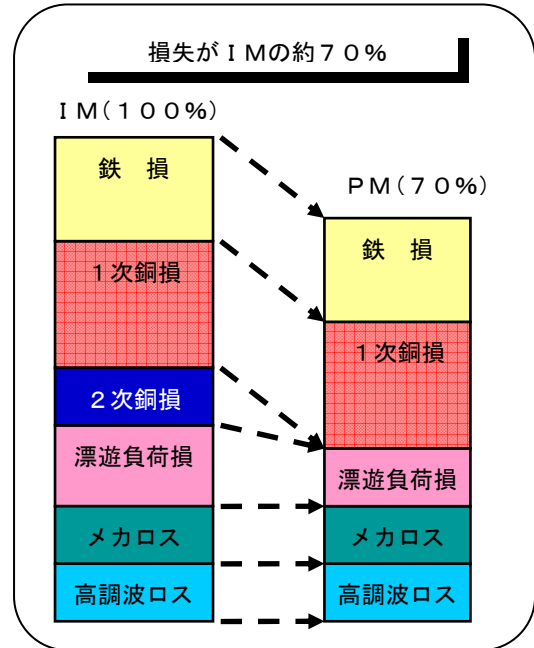 損失がＩＭの約７０％
ＩＭ(１００％)
鉄　損
１次銅損
２次銅損
漂遊負荷損
メカロス
高調波ロス
ＰＭ(７０％)
鉄　損
１次銅損
漂遊負荷損
メカロス
高調波ロス